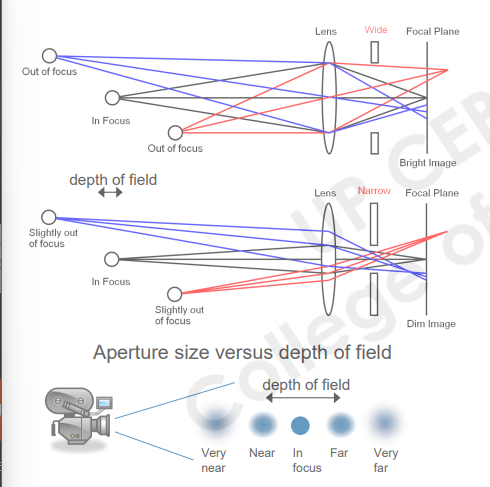 Lens
Wide
Focal Plane
Out of focus
In Focus
Out of focus
Bright Image
depth of field
Lens
Narrow
Focal Plane
Slightly out
of focus
In Focus
Slightly out
of focus
Dim Image
Aperture size versus depth of field
depth of field
Very
near
Near
In
focus
Far
Very
far
UP CEP
College of